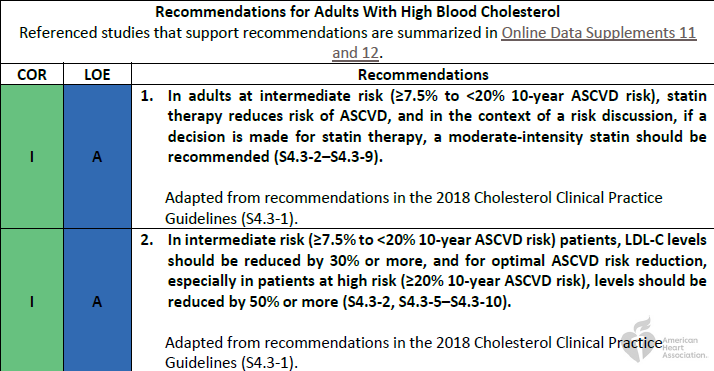 Recommendations for Adults With High Blood Cholesterol
Referenced studies that support recommendations are summarized in Online Data Supplements 11
and 12.
COR LOE Recommendations
I A 1. In adults at intermediate risk (≥7.5% to <20% 10-year ASCVD risk), statin
therapy reduces risk of ASCVD, and in the context of a risk discussion, if a
decision is made for statin therapy, a moderate-intensity statin should be
recommended (S4.3-2–S4.3-9).
Adapted from recommendations in the 2018 Cholesterol Clinical Practice
Guidelines (S4.3-1).
I A 2. In intermediate risk (≥7.5% to <20% 10-year ASCVD risk) patients, LDL-C levels
should be reduced by 30% or more, and for optimal ASCVD risk reduction,
especially in patients at high risk (≥20% 10-year ASCVD risk), levels should be
reduced by 50% or more (S4.3-2, S4.3-5–S4.3-10).
Adapted from recommendations in the 2018 Cholesterol Clinical Practice
Guidelines (S4.3-1).
American
Heart
Association.